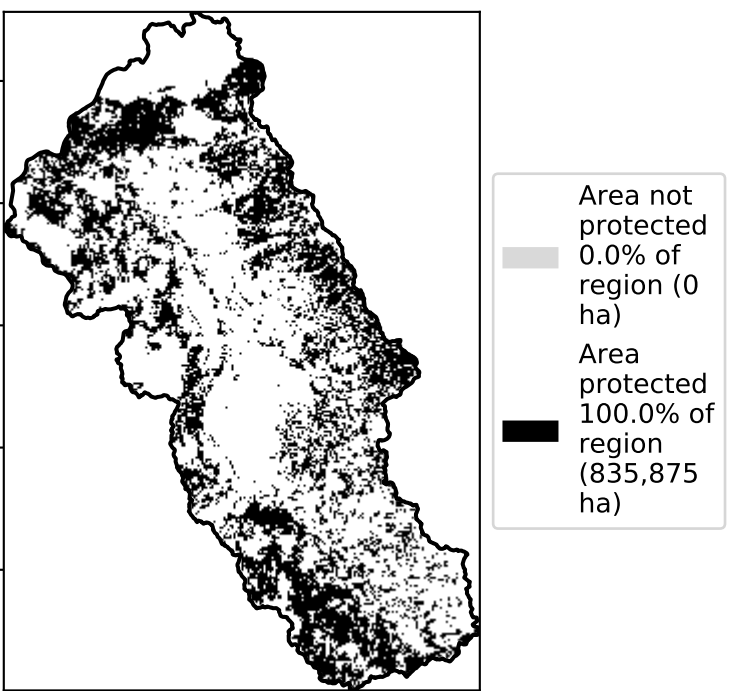 Area not
protected
0.0% of
region (0
ha)
Area
protected
100.0% of
region
(835,875
ha)